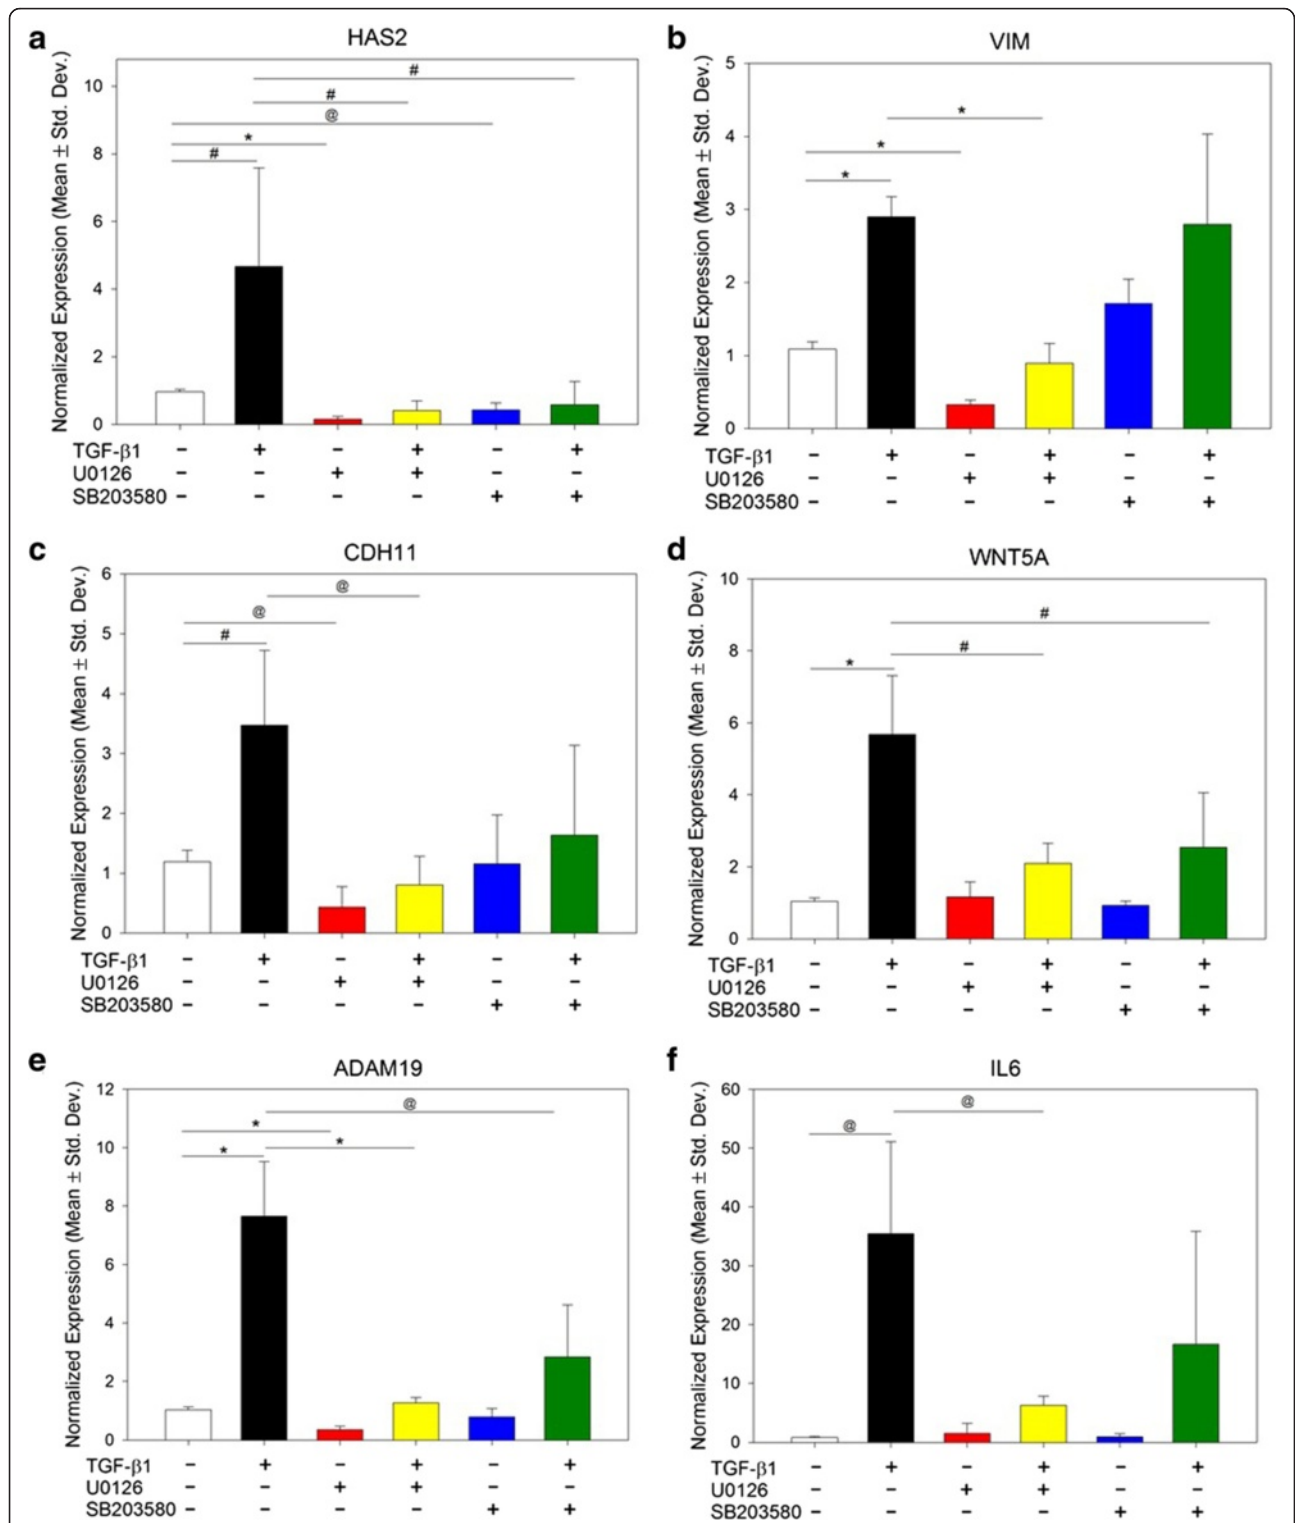 a
HAS2
Normalized Expression (Mean ± Std. Dev.)
10
8
6
4
2
0
#
#
@
*
#
TGF-β1 − + − + − +
U0126 − − + + − −
SB203580 − − − − + +
b
VIM
Normalized Expression (Mean ± Std. Dev.)
5
4
3
2
1
0
*
*
*
TGF-β1 − + − + − +
U0126 − − + + − −
SB203580 − − − − + +
c
CDH11
Normalized Expression (Mean ± Std. Dev.)
6
5
4
3
2
1
0
@
@
#
TGF-β1 − + − + − +
U0126 − − + + − −
SB203580 − − − − + +
d
WNT5A
Normalized Expression (Mean ± Std. Dev.)
10
8
6
4
2
0
#
#
*
TGF-β1 − + − + − +
U0126 − − + + − −
SB203580 − − − − + +
e
ADAM19
Normalized Expression (Mean ± Std. Dev.)
12
10
8
6
4
2
0
@
*
*
*
TGF-β1 − + − + − +
U0126 − − + + − −
SB203580 − − − − + +
f
IL6
Normalized Expression (Mean ± Std. Dev.)
60
50
40
30
20
10
0
@
@
TGF-β1 − + − + − +
U0126 − − + + − −
SB203580 − − − − + +